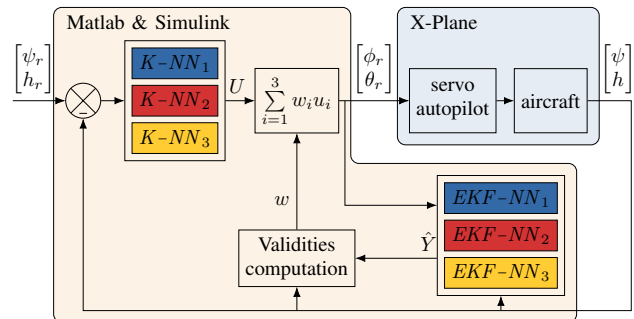 Matlab & Simulink
X-Plane
[ψr hr]
-
K-NN1
K-NN2
K-NN3
U
3 ∑ i=1 wiui
[ϕr θr]
servo
autopilot
aircraft
[ψ h]
w
Validities
computation
Ŷ
EKF-NN1
EKF-NN2
EKF-NN3